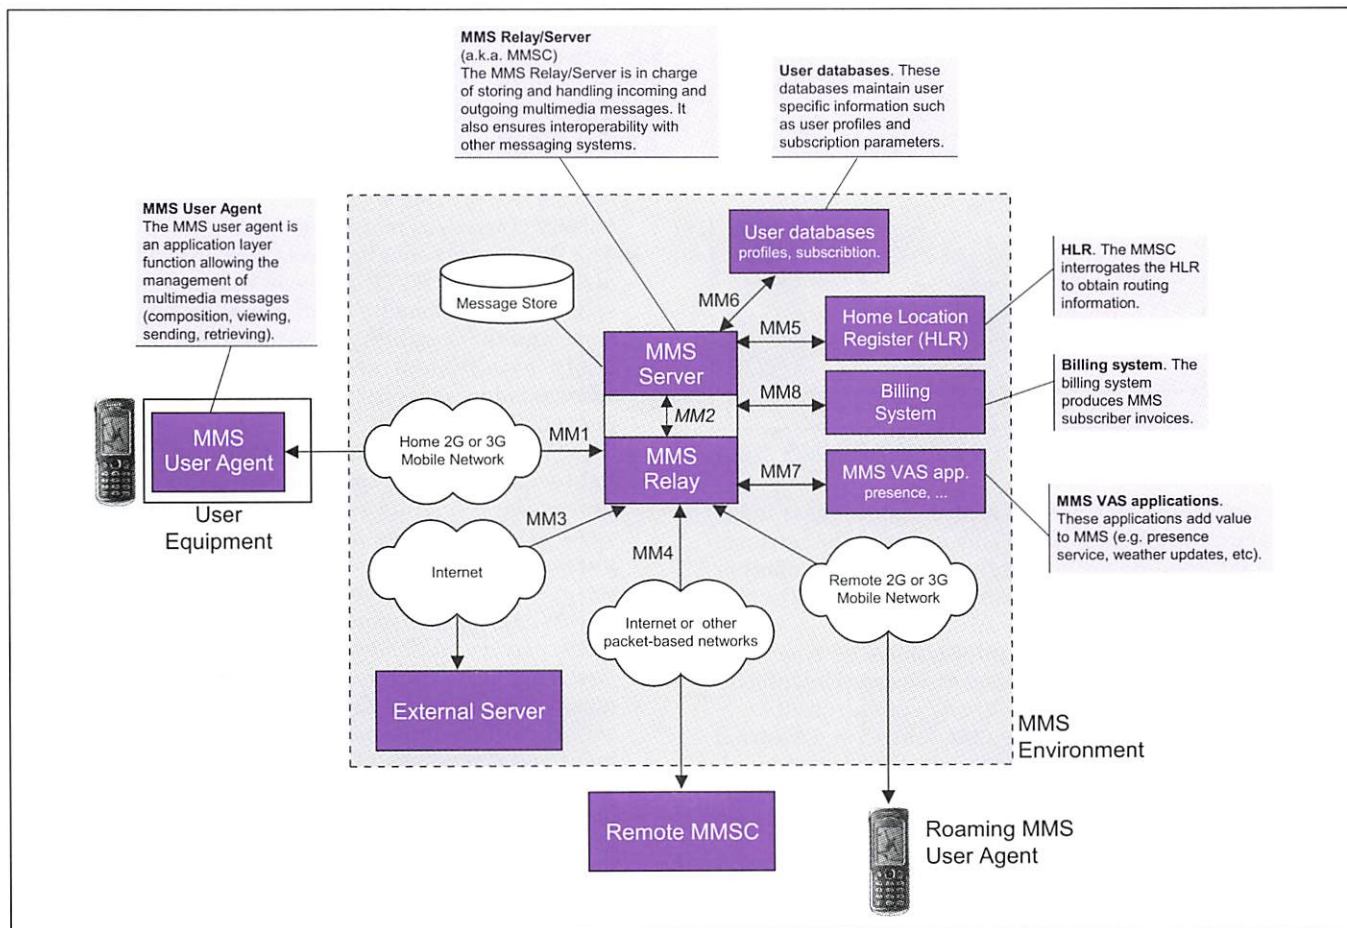 MMS Relay/Server
(a.k.a. MMSC)
The MMS Relay/Server is in charge
of storing and handling incoming and
outgoing multimedia messages. It
also ensures interoperability with
other messaging systems.
User databases. These
databases maintain user
specific information such
as user profiles and
subscription parameters.
MMS User Agent
The MMS user agent is
an application layer
function allowing the
management of
multimedia messages
(composition, viewing,
sending, retrieving).
User databases
profiles, subscribtion.
HLR. The MMSC
interrogates the HLR
to obtain routing
information.
Message Store
MM6
MM5
Home Location
Register (HLR)
MMS
Server
Billing system. The
billing system
produces MMS
subscriber invoices.
MM8
Billing
System
MM2
MMS
User Agent
Home 2G or 3G
Mobile Network
MM1
MMS
Relay
MM7
MMS VAS app.
presence, ...
MMS VAS applications.
These applications add value
to MMS (e.g. presence
service, weather updates, etc).
User
Equipment
MM3
MM4
Internet
Remote 2G or 3G
Mobile Network
Internet or other
packet-based networks
External Server
MMS
Environment
Remote MMSC
Roaming MMS
User Agent